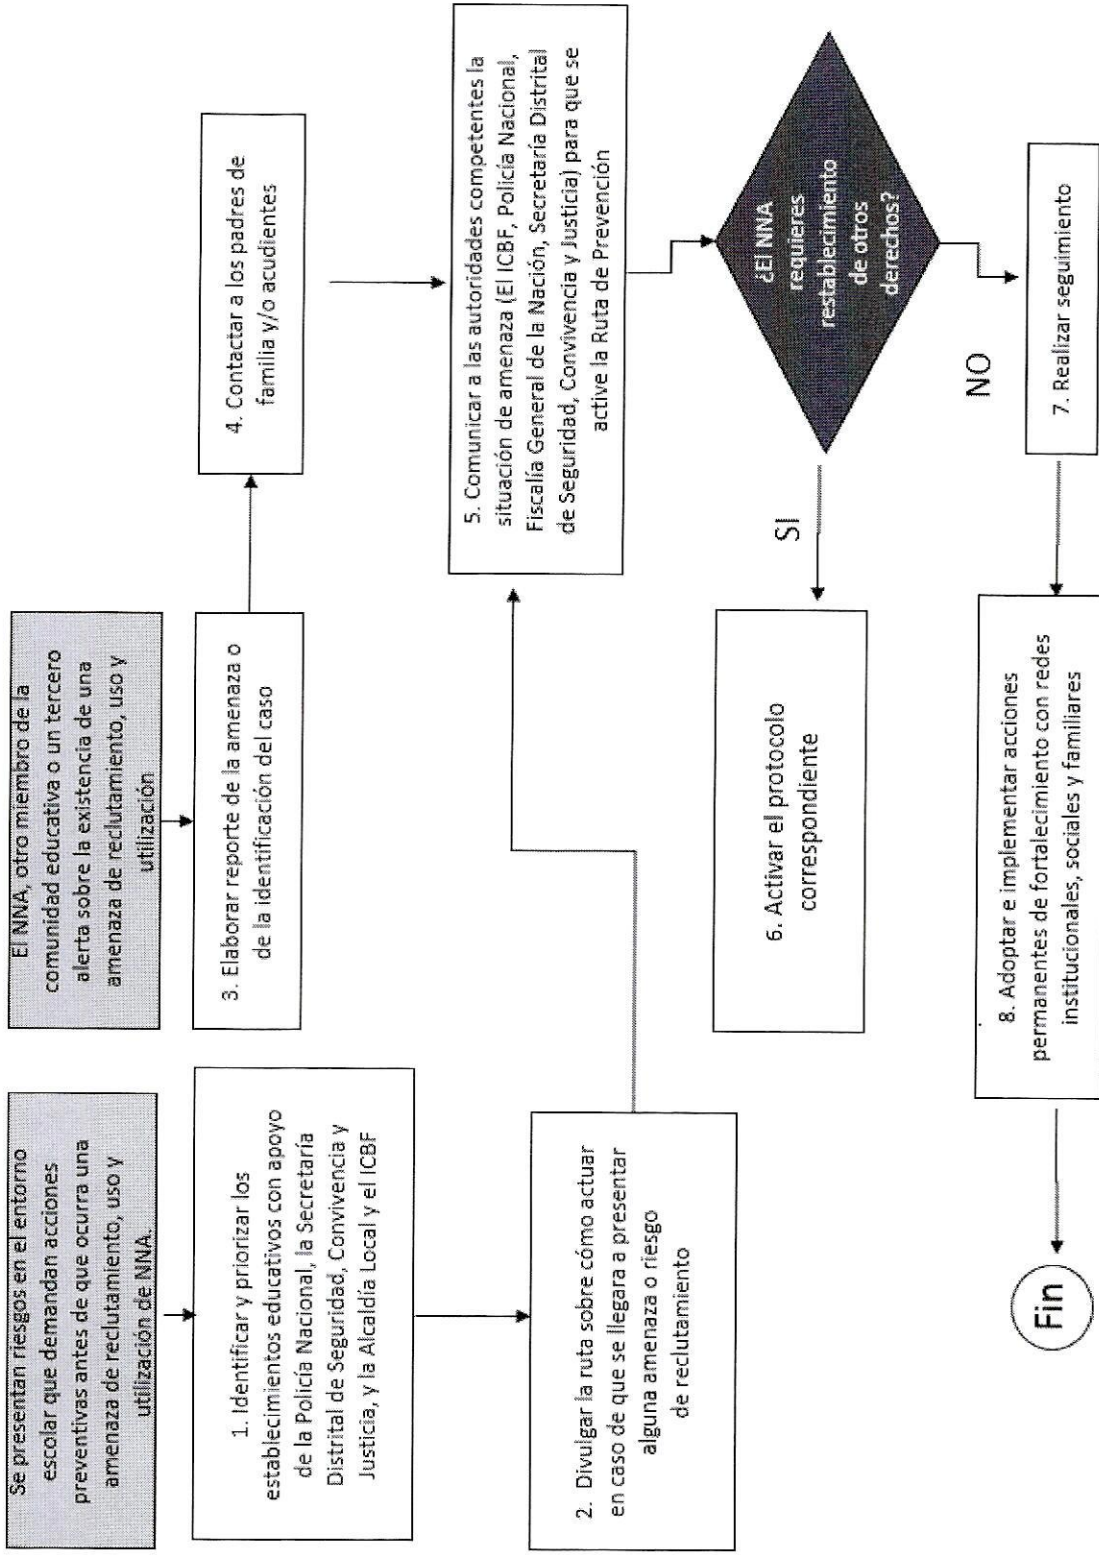 Se presentan riesgos en el entorno
escolar que demandan acciones
preventivas antes de que ocurra una
amenaza de reclutamiento, uso y
utilización de NNA.
1. Identificar y priorizar los
establecimientos educativos con apoyo
de la Policía Nacional, la Secretaría
Distrital de Seguridad, Convivencia y
Justicia, y la Alcaldía Local y el ICBF
2. Divulgar la ruta sobre cómo actuar
en caso de que se llegara a presentar
alguna amenaza o riesgo
de reclutamiento
El NNA, otro miembro de la
comunidad educativa o un tercero
alerta sobre la existencia de una
amenaza de reclutamiento, uso y
utilización
3. Elaborar reporte de la amenaza o
de la identificación del caso
4. Contactar a los padres de
familia y/o acudientes
5. Comunicar a las autoridades competentes la
situación de amenaza (El ICBF, Policía Nacional,
Fiscalía General de la Nación, Secretaría Distrital
de Seguridad, Convivencia y Justicia) para que se
active la Ruta de Prevención
¿El NNA
requieres
restablecimiento
de otros
derechos?
SI
6. Activar el protocolo
correspondiente
NO
7. Realizar seguimiento
8. Adoptar e implementar acciones
permanentes de fortalecimiento con redes
institucionales, sociales y familiares
Fin